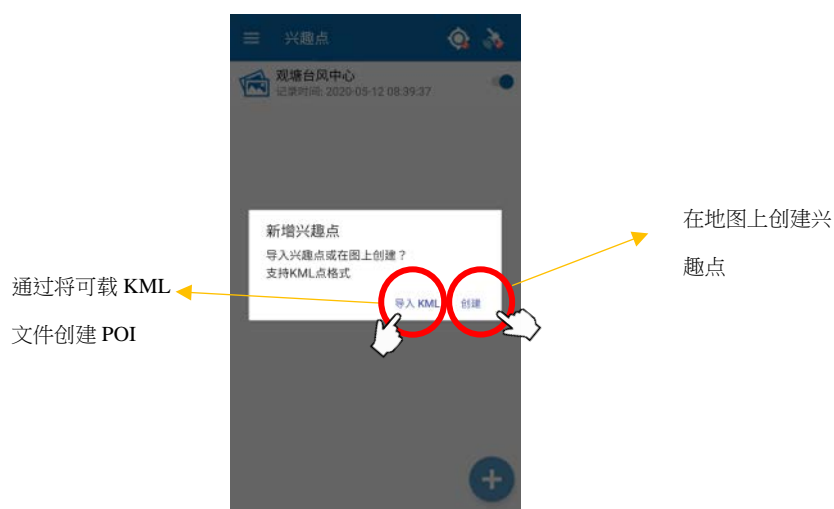 兴趣点
观塘台风中心
记录时间: 2020-05-12 08:39:37
新增兴趣点
导入兴趣点或在图上创建？
支持KML点格式
导入 KML
创建
通过将可载 KML
文件创建 POI
在地图上创建兴
趣点